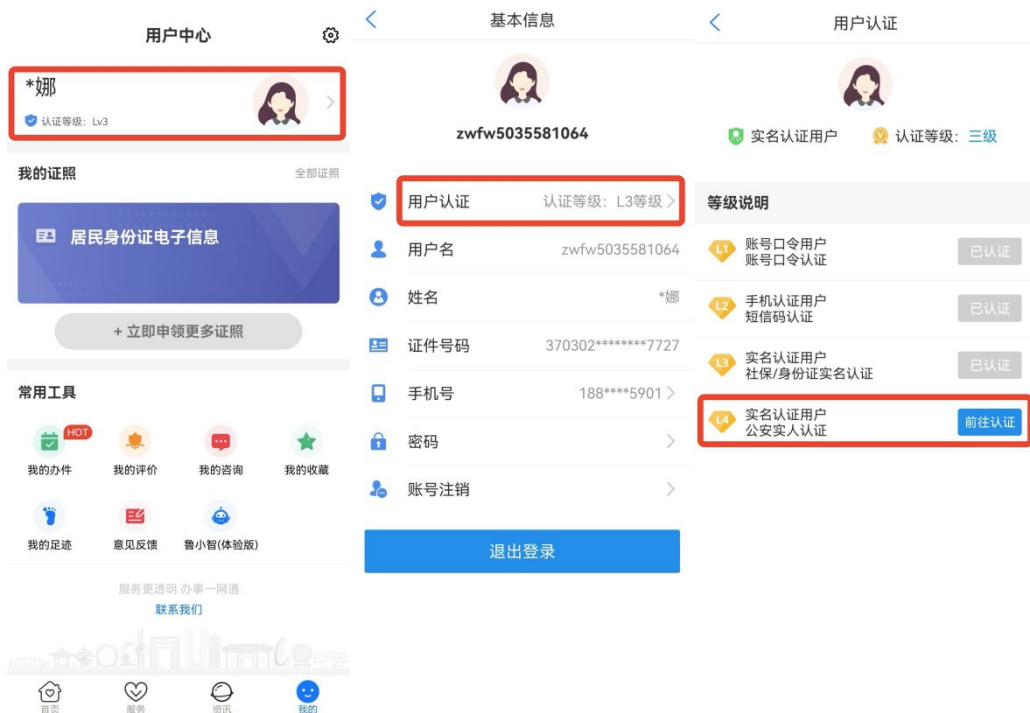 用户中心
*娜
认证等级：Lv3
我的证照
全部证照
居民身份证电子信息
+ 立即申领更多证照
常用工具
HOT
我的办件
我的评价
我的咨询
我的收藏
我的足迹
意见反馈
鲁小智(体验版)
服务更透明 办事一网通
联系我们
首页
服务
资讯
我的
基本信息
zwfw5035581064
用户认证
认证等级：L3等级
用户名
zwfw5035581064
姓名
*娜
证件号码
370302********7727
手机号
188****5901
密码
账号注销
退出登录
用户认证
实名认证用户
认证等级：三级
等级说明
L1
账号口令用户
账号口令认证
已认证
L2
手机认证用户
短信码认证
已认证
L3
实名认证用户
社保/身份证实名认证
已认证
L4
实名认证用户
公安实人认证
前往认证